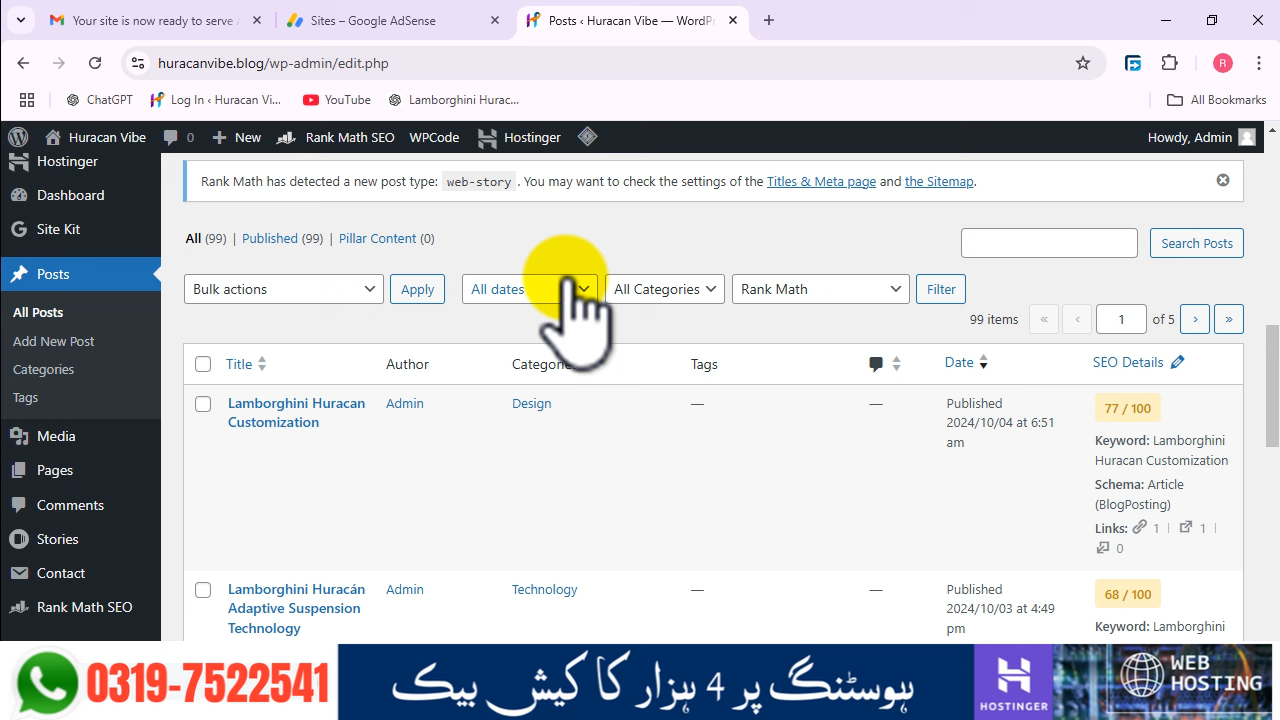 Your site is now ready to serve
Sites – Google AdSense
Posts ‹ Huracan Vibe — WordPr
huracanvibe.blog/wp-admin/edit.php
R
ChatGPT
Log In ‹ Huracan Vi...
YouTube
Lamborghini Hurac...
All Bookmarks
Huracan Vibe
0
New
Rank Math SEO
WPCode
Hostinger
Howdy, Admin
Hostinger
Dashboard
Site Kit
Posts
All Posts
Add New Post
Categories
Tags
Media
Pages
Comments
Stories
Contact
Rank Math SEO
Rank Math has detected a new post type: web-story . You may want to check the settings of the Titles & Meta page and the Sitemap.
All (99) | Published (99) | Pillar Content (0)
Search Posts
Bulk actions
Apply
All dates
All Categories
Rank Math
Filter
99 items « ‹ 1 of 5 › »
Title
Author
Categorie
Tags
Date
SEO Details
Lamborghini Huracan
Customization
Admin
Design
—
—
Published
2024/10/04 at 6:51
am
77 / 100
Keyword: Lamborghini
Huracan Customization
Schema: Article
(BlogPosting)
Links: 1 | 1 |
0
Lamborghini Huracán
Adaptive Suspension
Technology
Admin
Technology
—
—
Published
2024/10/03 at 4:49
pm
68 / 100
Keyword: Lamborghini
0319-7522541
ہوسٹنگ پر 4 ہزار کا کیش بیک
HOSTINGER
WEB
HOSTING